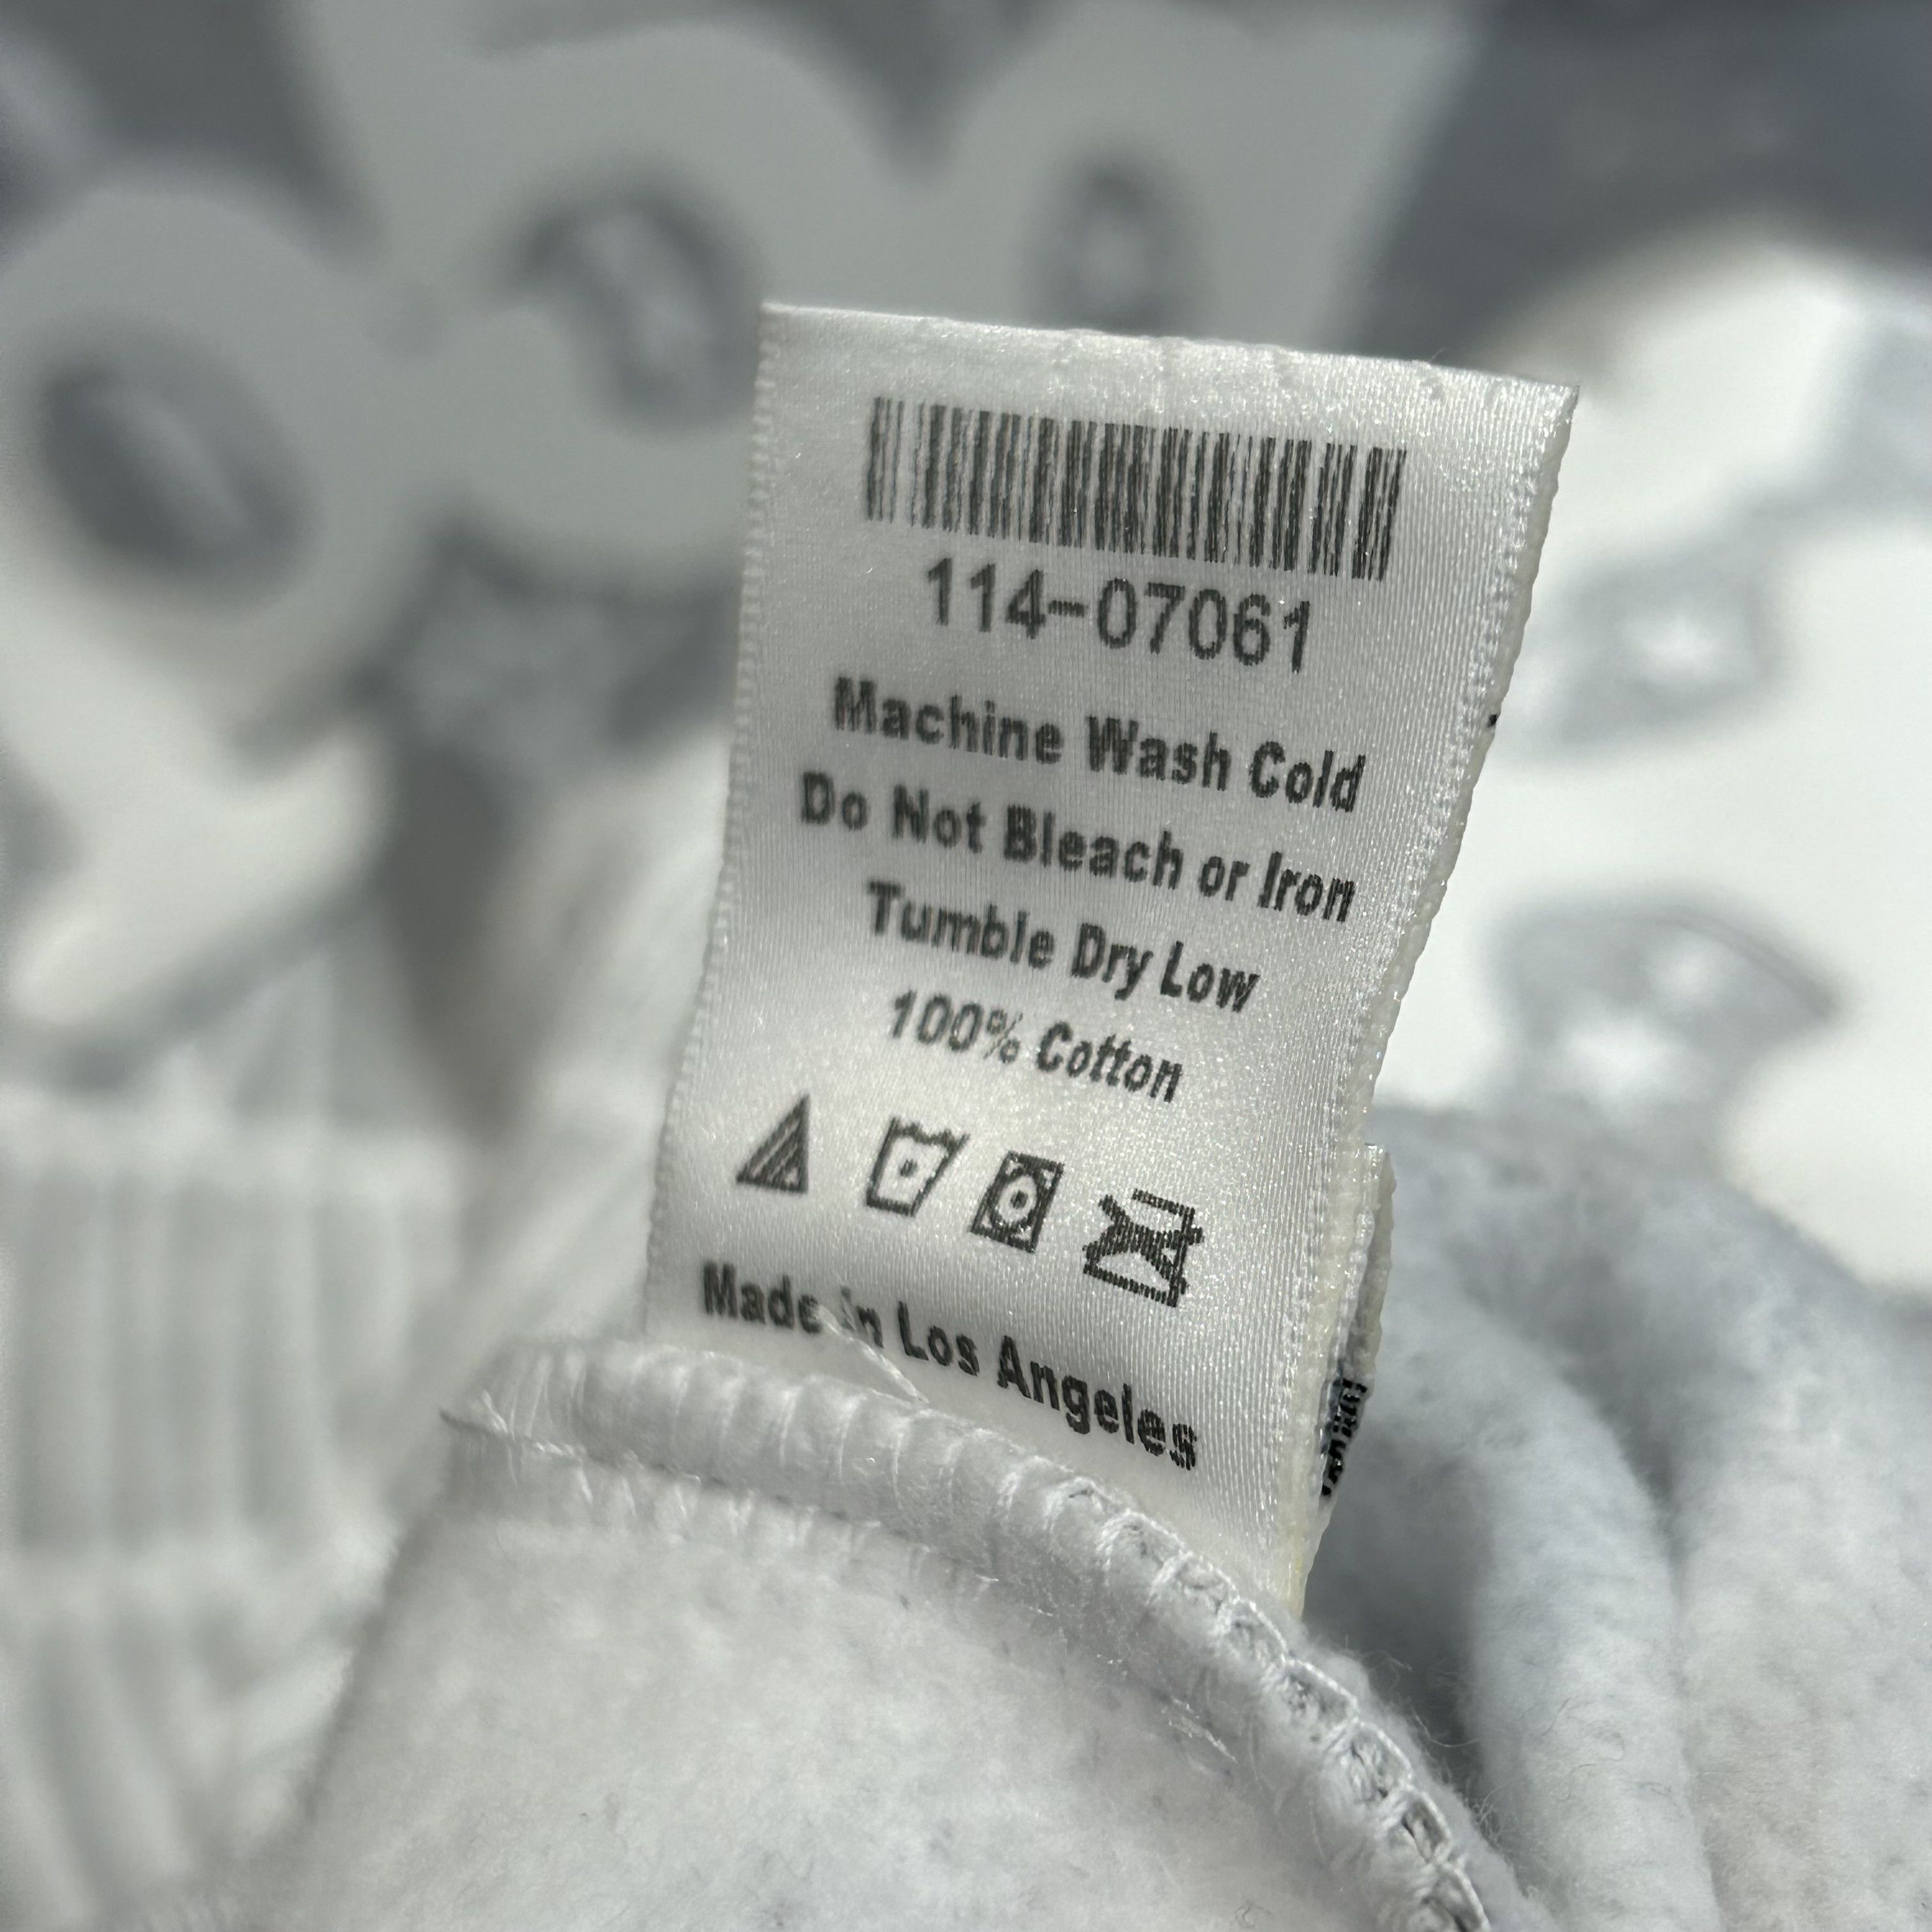 114-07061
Machine Wash Cold
Do Not Bleach or Iron
Tumble Dry Low
100% Cotton
Made in Los Angeles